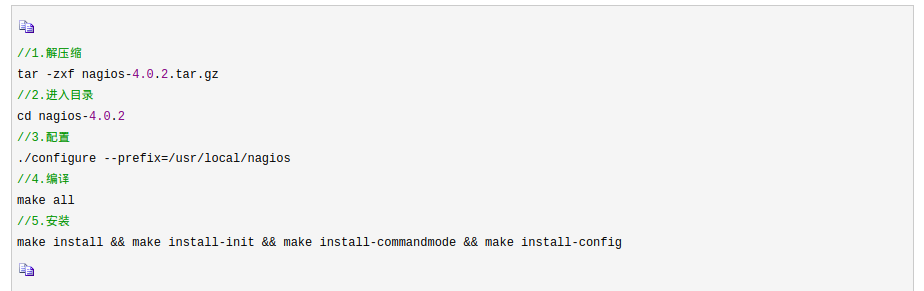 //1.解压缩
tar -zxf nagios-4.0.2.tar.gz
//2.进入目录
cd nagios-4.0.2
//3.配置
./configure --prefix=/usr/local/nagios
//4.编译
make all
//5.安装
make install && make install-init && make install-commandmode && make install-config